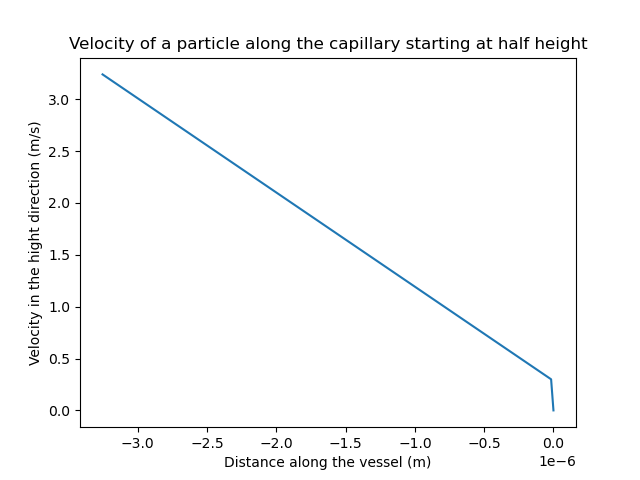 Velocity of a particle along the capillary starting at half height
Velocity in the hight direction (m/s)
3.0
2.5
2.0
1.5
1.0
0.5
0.0
−3.0 −2.5 −2.0 −1.5 −1.0 −0.5 0.0
1e−6
Distance along the vessel (m)